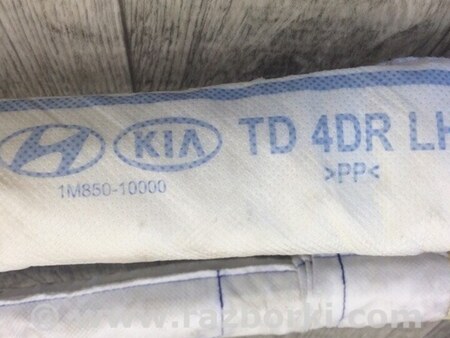 KIA TD 4DR LH
1M850-10000
>PP<
© www.razborki.com